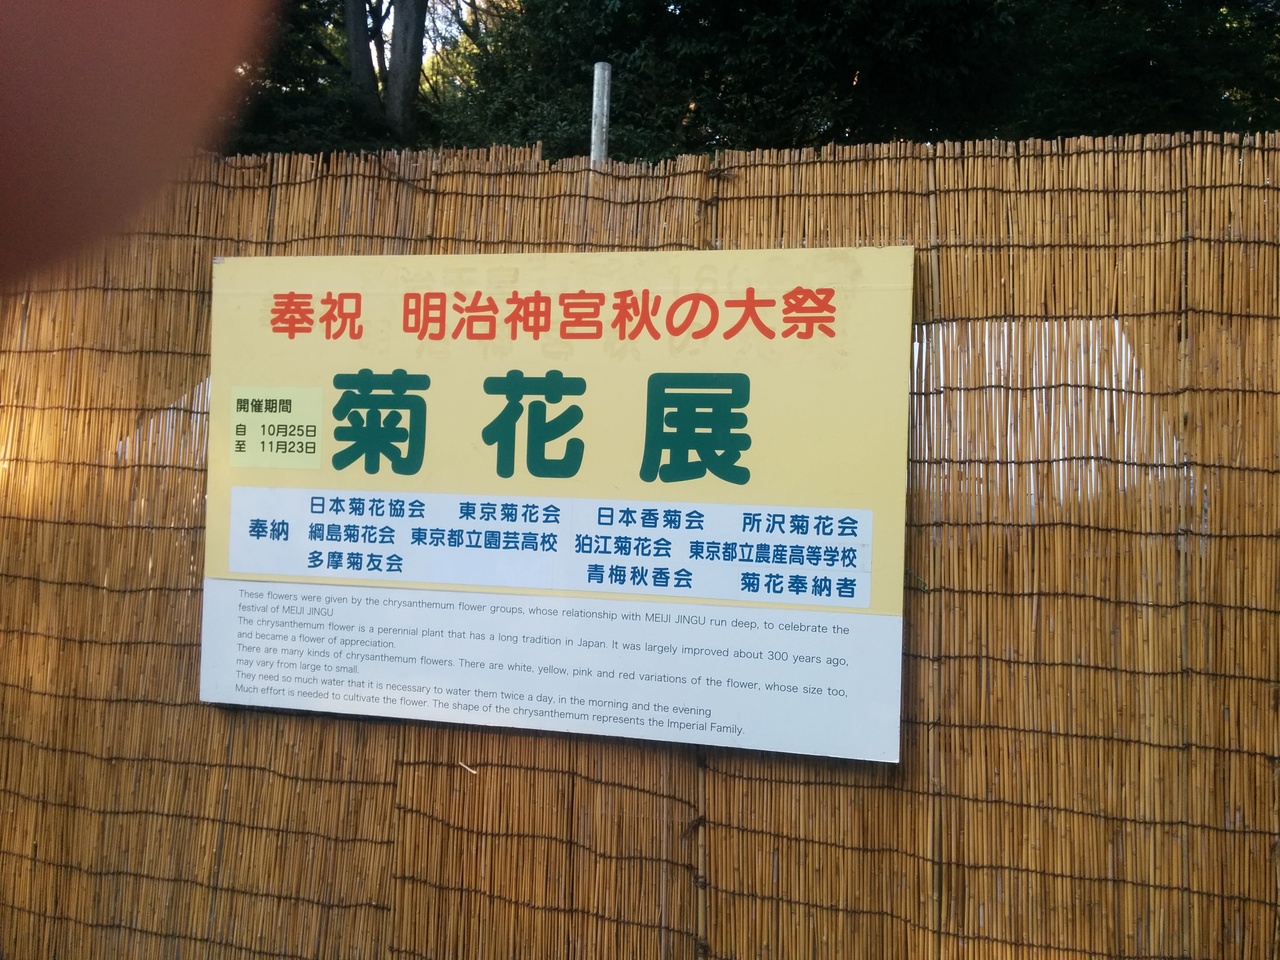 奉祝 明治神宮秋の大祭
菊花展
開催期間
自 10月25日
至 11月23日
奉納
日本菊花協会 東京菊花会 日本香菊会 所沢菊花会
綱島菊花会 東京都立園芸高校 狛江菊花会 東京都立農産高等学校
多摩菊友会 青梅秋香会 菊花奉納者
These flowers were given by the chrysanthemum flower groups, whose relationship with MEIJI JINGU run deep, to celebrate the
festival of MEIJI JINGU
The chrysanthemum flower is a perennial plant that has a long tradition in Japan. It was largely improved about 300 years ago,
and became a flower of appreciation.
There are many kinds of chrysanthemum flowers. There are white, yellow, pink and red variations of the flower, whose size too,
may vary from large to small.
They need so much water that it is necessary to water them twice a day, in the morning and the evening
Much effort is needed to cultivate the flower. The shape of the chrysanthemum represents the Imperial Family.